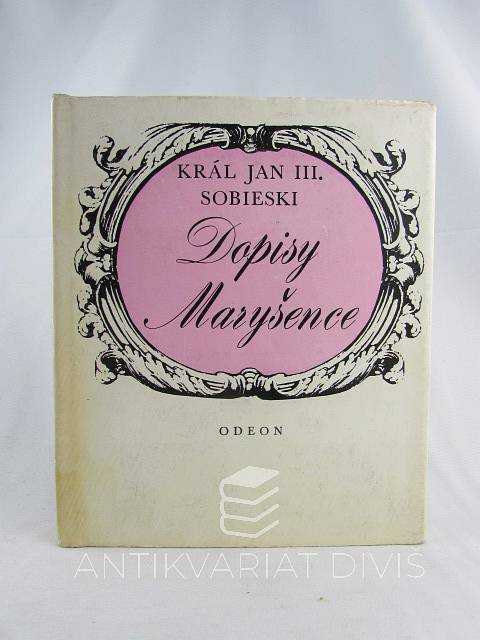 KRÁL JAN III.
SOBIESKI
Dopisy
Maryšence
ODEON
ANTIKVARIAT DIVIS